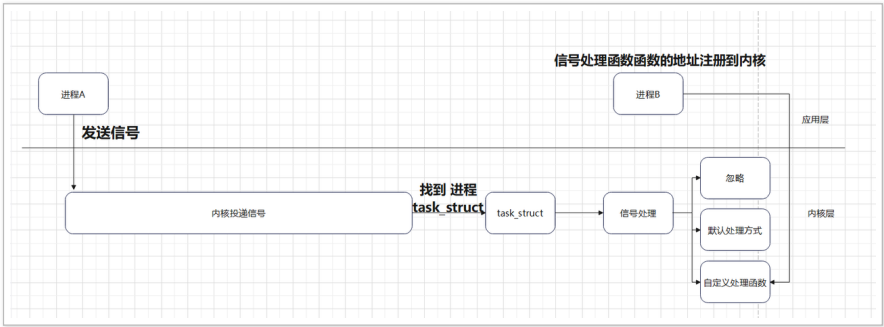 信号处理函数函数的地址注册到内核
进程A
进程B
发送信号
应用层
找到 进程
task_struct
忽略
内核投递信号
task_struct
信号处理
内核层
默认处理方式
自定义处理函数